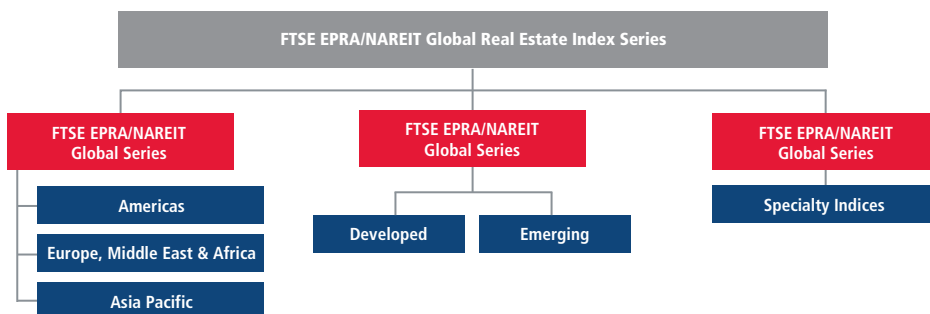 FTSE EPRA/NAREIT Global Real Estate Index Series
FTSE EPRA/NAREIT
Global Series
Americas
Europe, Middle East & Africa
Asia Pacific
FTSE EPRA/NAREIT
Global Series
Developed
Emerging
FTSE EPRA/NAREIT
Global Series
Specialty Indices